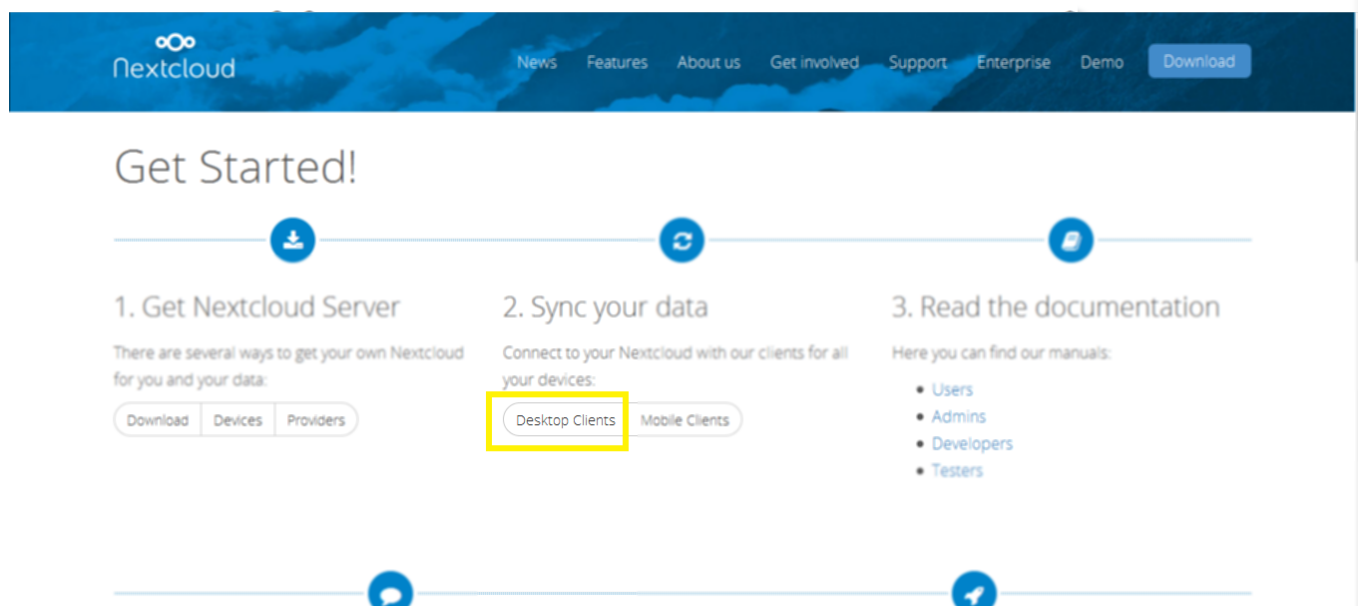 Nextcloud
News Features About us Get involved Support Enterprise Demo Download
Get Started!
1. Get Nextcloud Server
There are several ways to get your own Nextcloud
for you and your data:
Download Devices Providers
2. Sync your data
Connect to your Nextcloud with our clients for all
your devices:
Desktop Clients Mobile Clients
3. Read the documentation
Here you can find our manuals:
• Users
• Admins
• Developers
• Testers